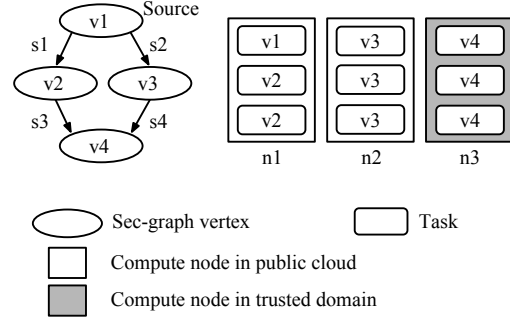 Source
v1
s1 s2
v2 v3
s3 s4
v4
v1 v3 v4
v2 v3 v4
v2 v3 v4
n1 n2 n3
Sec-graph vertex Task
Compute node in public cloud
Compute node in trusted domain